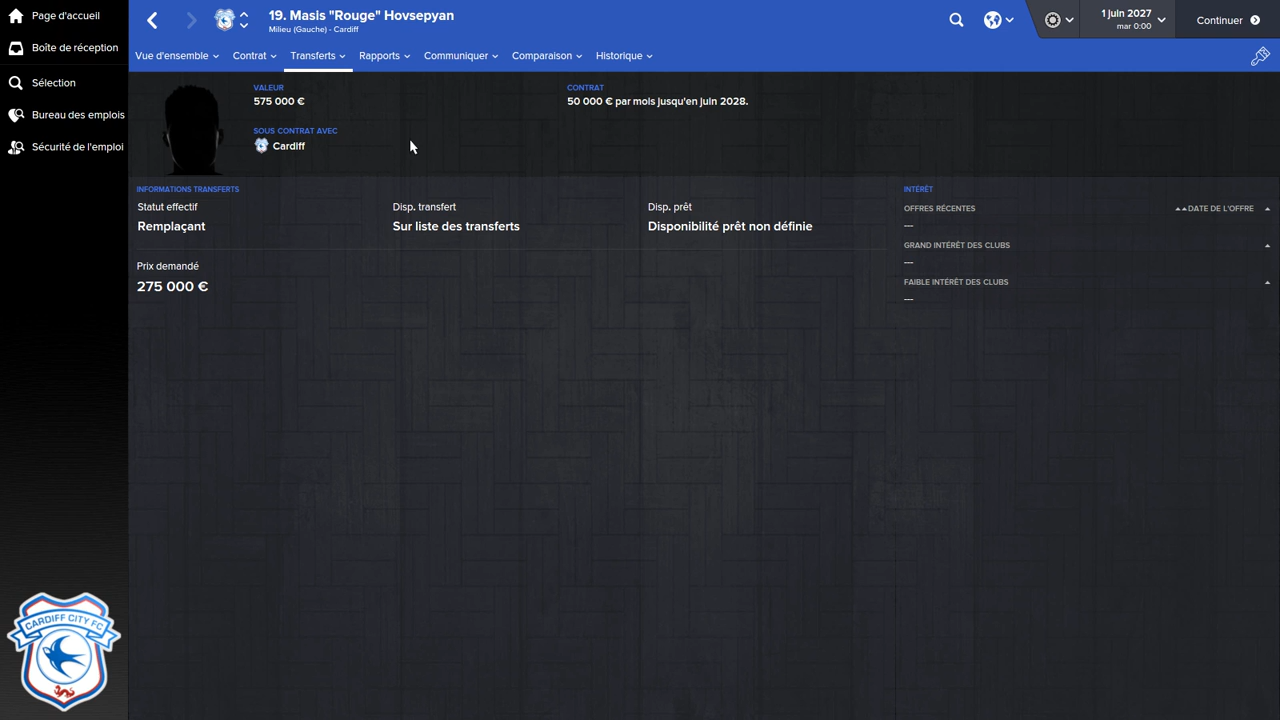 Page d'accueil
Boîte de réception
Sélection
Bureau des emplois
Sécurité de l'emploi
19. Masis "Rouge" Hovsepyan
Milieu (Gauche) - Cardiff
1 juin 2027
mar 0:00
Continuer
Vue d'ensemble
Contrat
Transferts
Rapports
Communiquer
Comparaison
Historique
VALEUR
575 000 €
CONTRAT
50 000 € par mois jusqu'en juin 2028.
SOUS CONTRAT AVEC
Cardiff
INFORMATIONS TRANSFERTS
Statut effectif
Remplaçant
Disp. transfert
Sur liste des transferts
Disp. prêt
Disponibilité prêt non définie
Prix demandé
275 000 €
INTÉRÊT
OFFRES RÉCENTES
DATE DE L'OFFRE
---
GRAND INTÉRÊT DES CLUBS
---
FAIBLE INTÉRÊT DES CLUBS
---
CARDIFF CITY FC